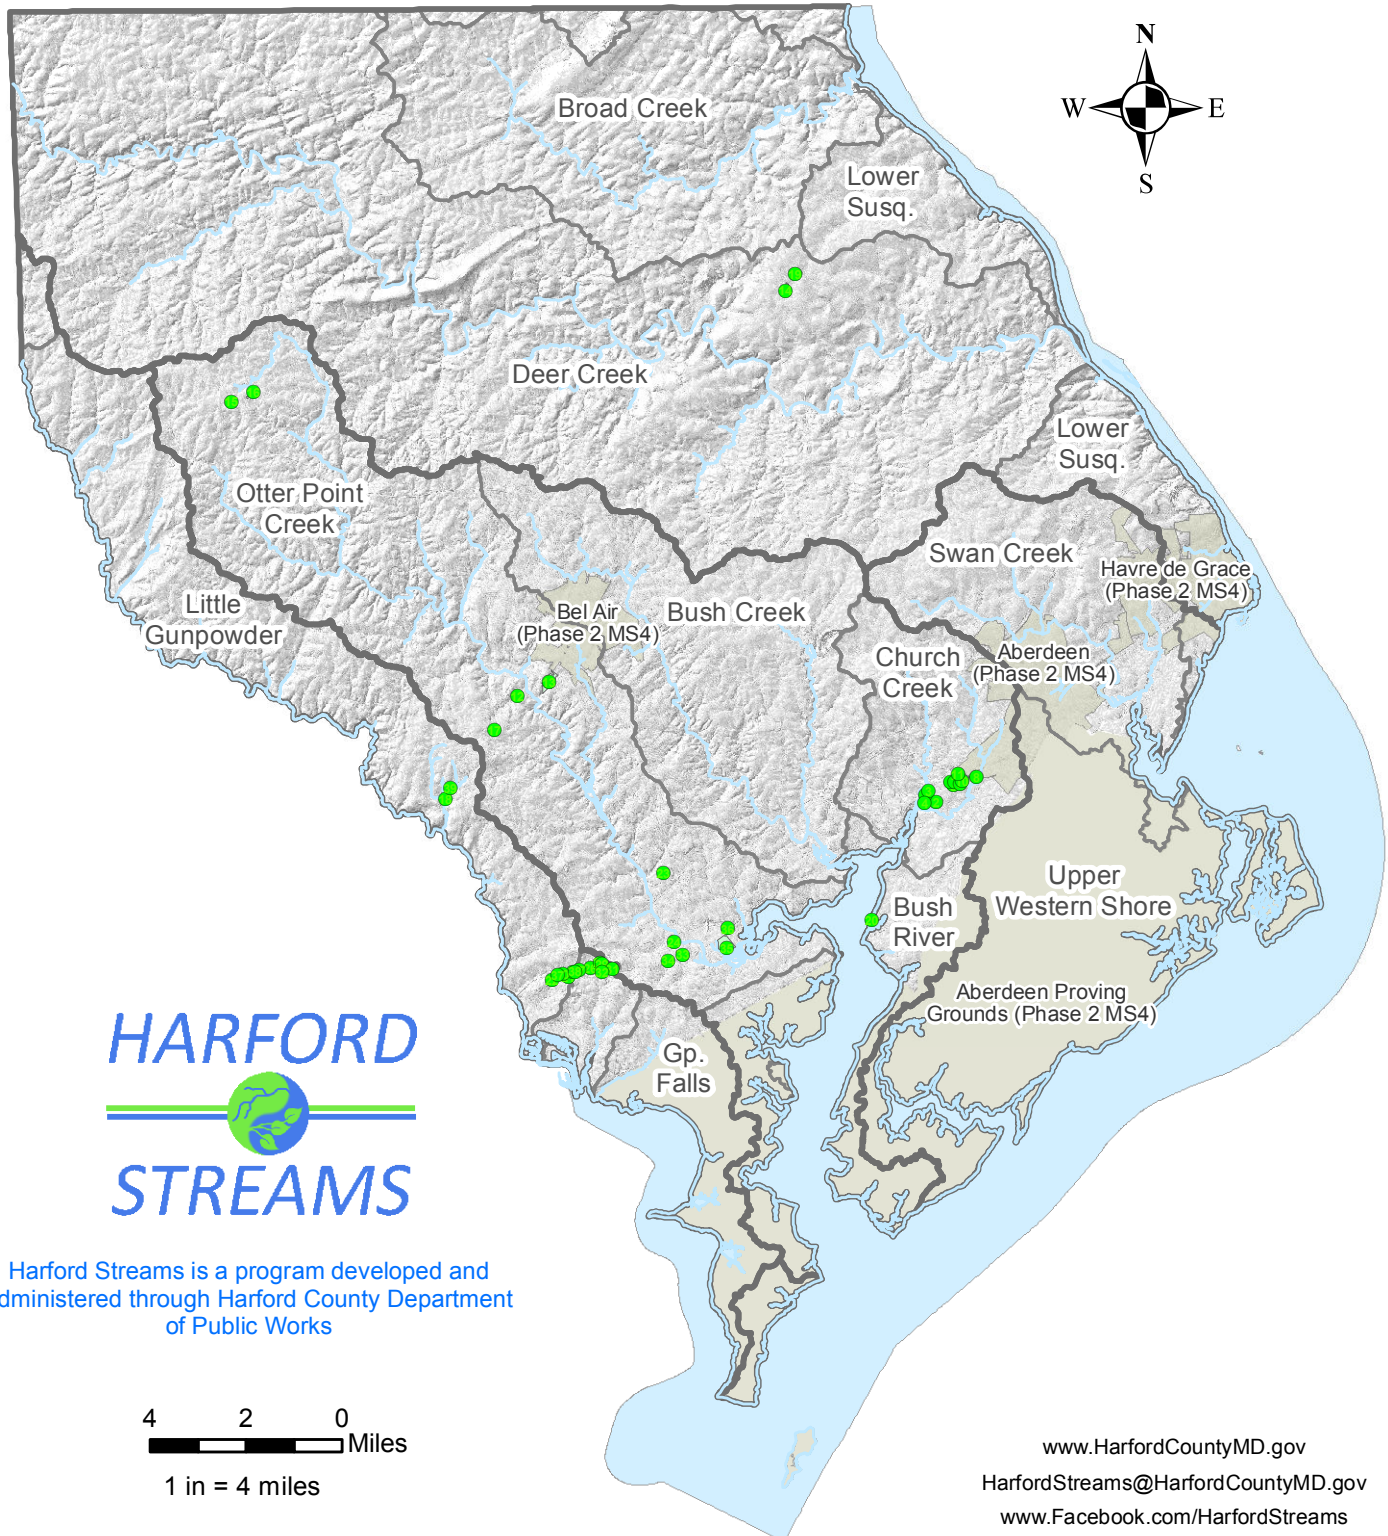 N
W
E
S
Broad Creek
Lower
Susq.
Deer Creek
Lower
Susq.
Otter Point
Creek
Swan Creek
Havre de Grace
(Phase 2 MS4)
Little
Gunpowder
Bel Air
(Phase 2 MS4)
Bush Creek
Church
Creek
Aberdeen
(Phase 2 MS4)
Upper
Western Shore
Bush
River
Aberdeen Proving
Grounds (Phase 2 MS4)
Gp.
Falls
HARFORD
STREAMS
Harford Streams is a program developed and
dministered through Harford County Department
of Public Works
4 2 0
Miles
1 in = 4 miles
www.HarfordCountyMD.gov
HarfordStreams@HarfordCountyMD.gov
www.Facebook.com/HarfordStreams